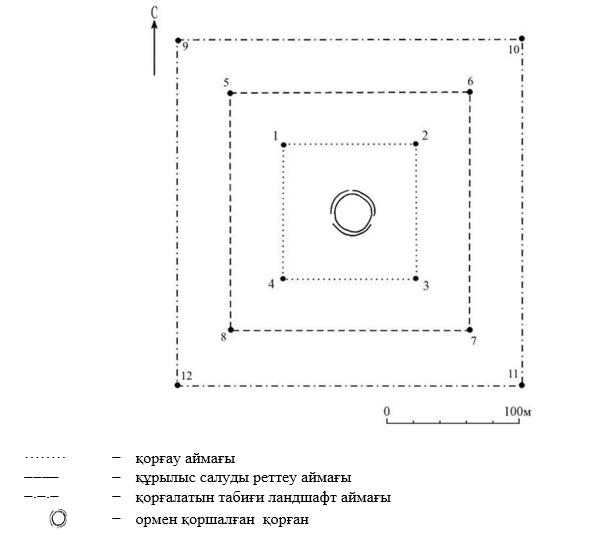 С
9
10
5
6
1
2
4
3
8
7
12
11
0
100м
........ – қорғау аймағы
–––– – құрылыс салуды реттеу аймағы
–·–·– – қорғалатын табиғи ландшафт аймағы
– ормен қоршалған қорған